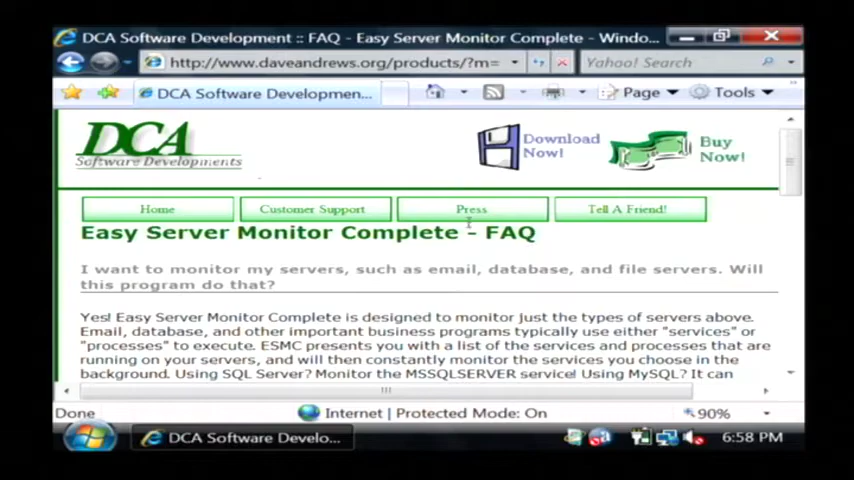 DCA Software Development :: FAQ - Easy Server Monitor Complete - Windo...
http://www.daveandrews.org/products/?m=
Yahoo! Search
DCA Software Developmen...
Page
Tools
DCA
Software Developments
Download
Now!
Buy
Now!
Home
Customer Support
Press
Tell A Friend!
Easy Server Monitor Complete - FAQ
I want to monitor my servers, such as email, database, and file servers. Will
this program do that?
Yes! Easy Server Monitor Complete is designed to monitor just the types of servers above.
Email, database, and other important business programs typically use either "services" or
"processes" to execute. ESMC presents you with a list of the services and processes that are
running on your servers, and will then constantly monitor the services you choose in the
background. Using SQL Server? Monitor the MSSQLSERVER service! Using MySQL? It can
Done
Internet | Protected Mode: On
90%
DCA Software Develo...
6:58 PM